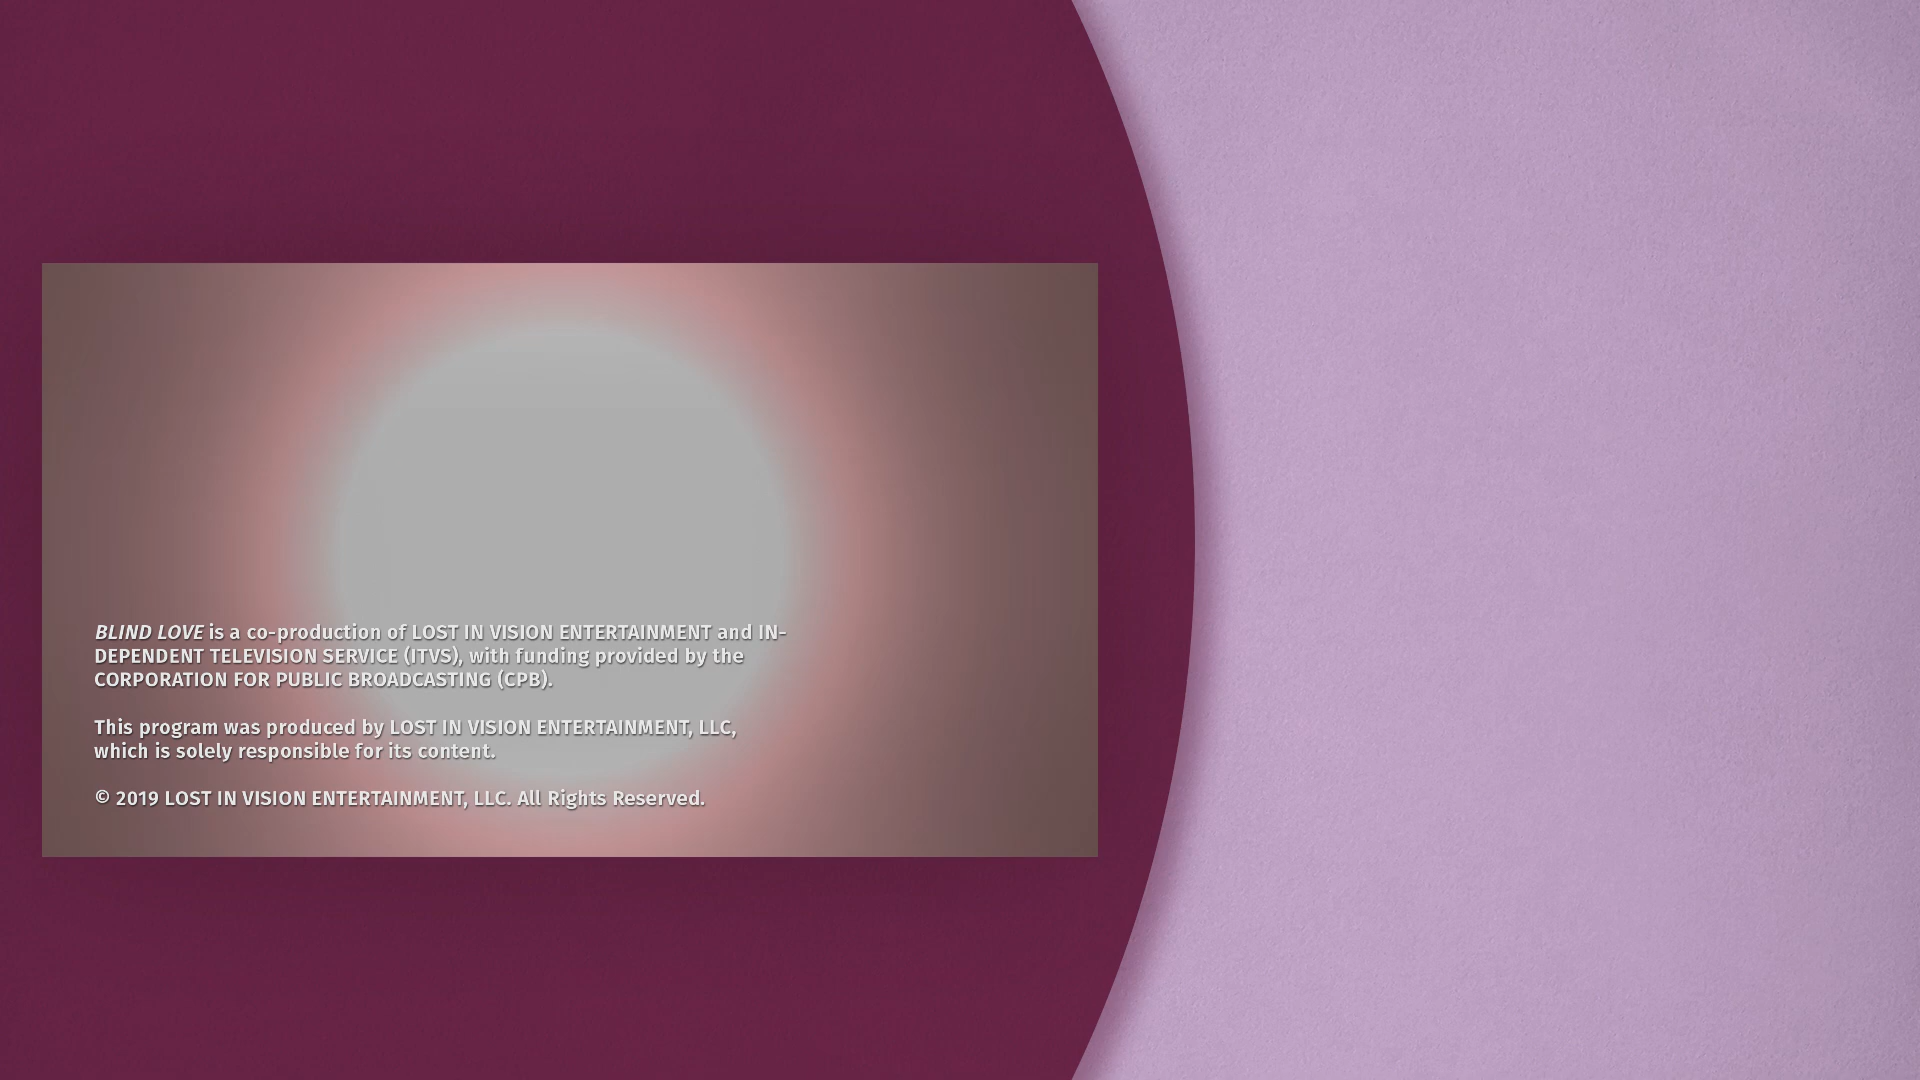 BLIND LOVE is a co-production of LOST IN VISION ENTERTAINMENT and IN-
DEPENDENT TELEVISION SERVICE (ITVS), with funding provided by the
CORPORATION FOR PUBLIC BROADCASTING (CPB).
This program was produced by LOST IN VISION ENTERTAINMENT, LLC,
which is solely responsible for its content.
© 2019 LOST IN VISION ENTERTAINMENT, LLC. All Rights Reserved.